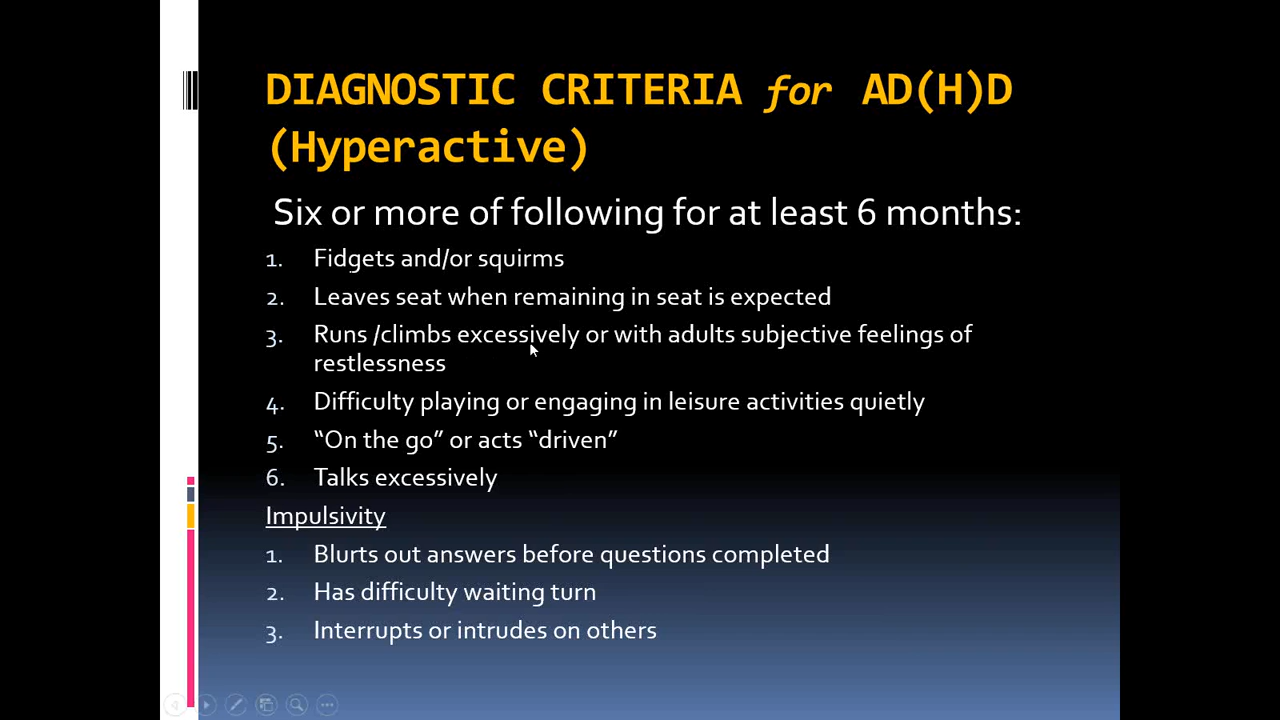 DIAGNOSTIC CRITERIA for AD(H)D
(Hyperactive)
Six or more of following for at least 6 months:
1. Fidgets and/or squirms
2. Leaves seat when remaining in seat is expected
3. Runs /climbs excessively or with adults subjective feelings of
restlessness
4. Difficulty playing or engaging in leisure activities quietly
5. “On the go” or acts “driven”
6. Talks excessively
Impulsivity
1. Blurts out answers before questions completed
2. Has difficulty waiting turn
3. Interrupts or intrudes on others